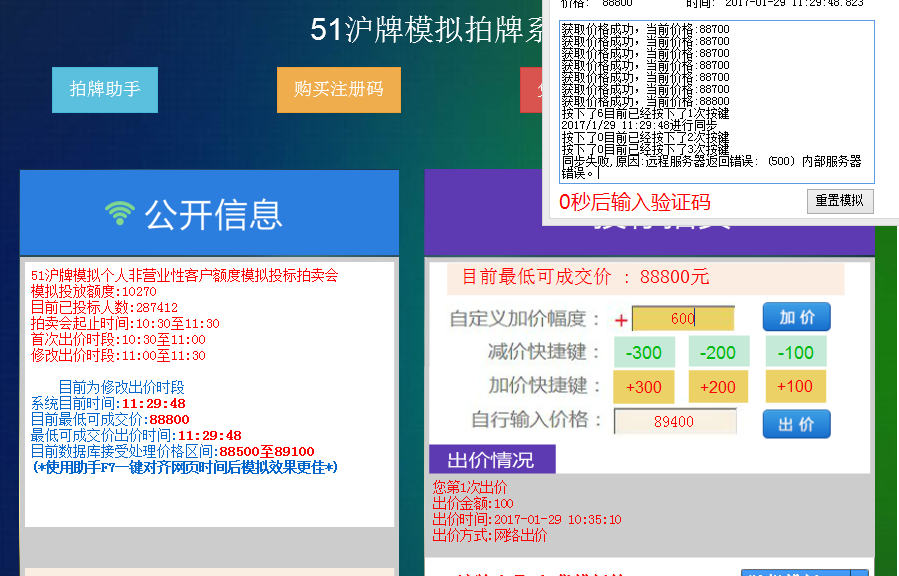 51沪牌模拟拍牌系
拍牌助手
购买注册码
价格: 88800 时间: 2017-01-29 11:29:48.823
获取价格成功，当前价格:88700
获取价格成功，当前价格:88700
获取价格成功，当前价格:88700
获取价格成功，当前价格:88700
获取价格成功，当前价格:88700
获取价格成功，当前价格:88700
获取价格成功，当前价格:88800
按下了6目前已经按下了1次按键
2017/1/29 11:29:48进行同步
按下了0目前已经按下了2次按键
按下了0目前已经按下了3次按键
同步失败,原因:远程服务器返回错误: (500) 内部服务器
错误。
0秒后输入验证码
重置模拟
公开信息
51沪牌模拟个人非营业性客户额度模拟投标拍卖会
模拟投放额度:10270
目前已投标人数:287412
拍卖会起止时间:10:30至11:30
首次出价时段:10:30至11:00
修改出价时段:11:00至11:30
目前为修改出价时段
系统目前时间:11:29:48
目前最低可成交价:88800
最低可成交价出价时间:11:29:48
目前数据库接受处理价格区间:88500至89100
(*使用助手F7一键对齐网页时间后模拟效果更佳*)
目前最低可成交价 : 88800元
自定义加价幅度 : + 600 加 价
减价快捷键 : -300 -200 -100
加价快捷键 : +300 +200 +100
自行输入价格 : 89400 出 价
出价情况
您第1次出价
出价金额:100
出价时间:2017-01-29 10:35:10
出价方式:网络出价